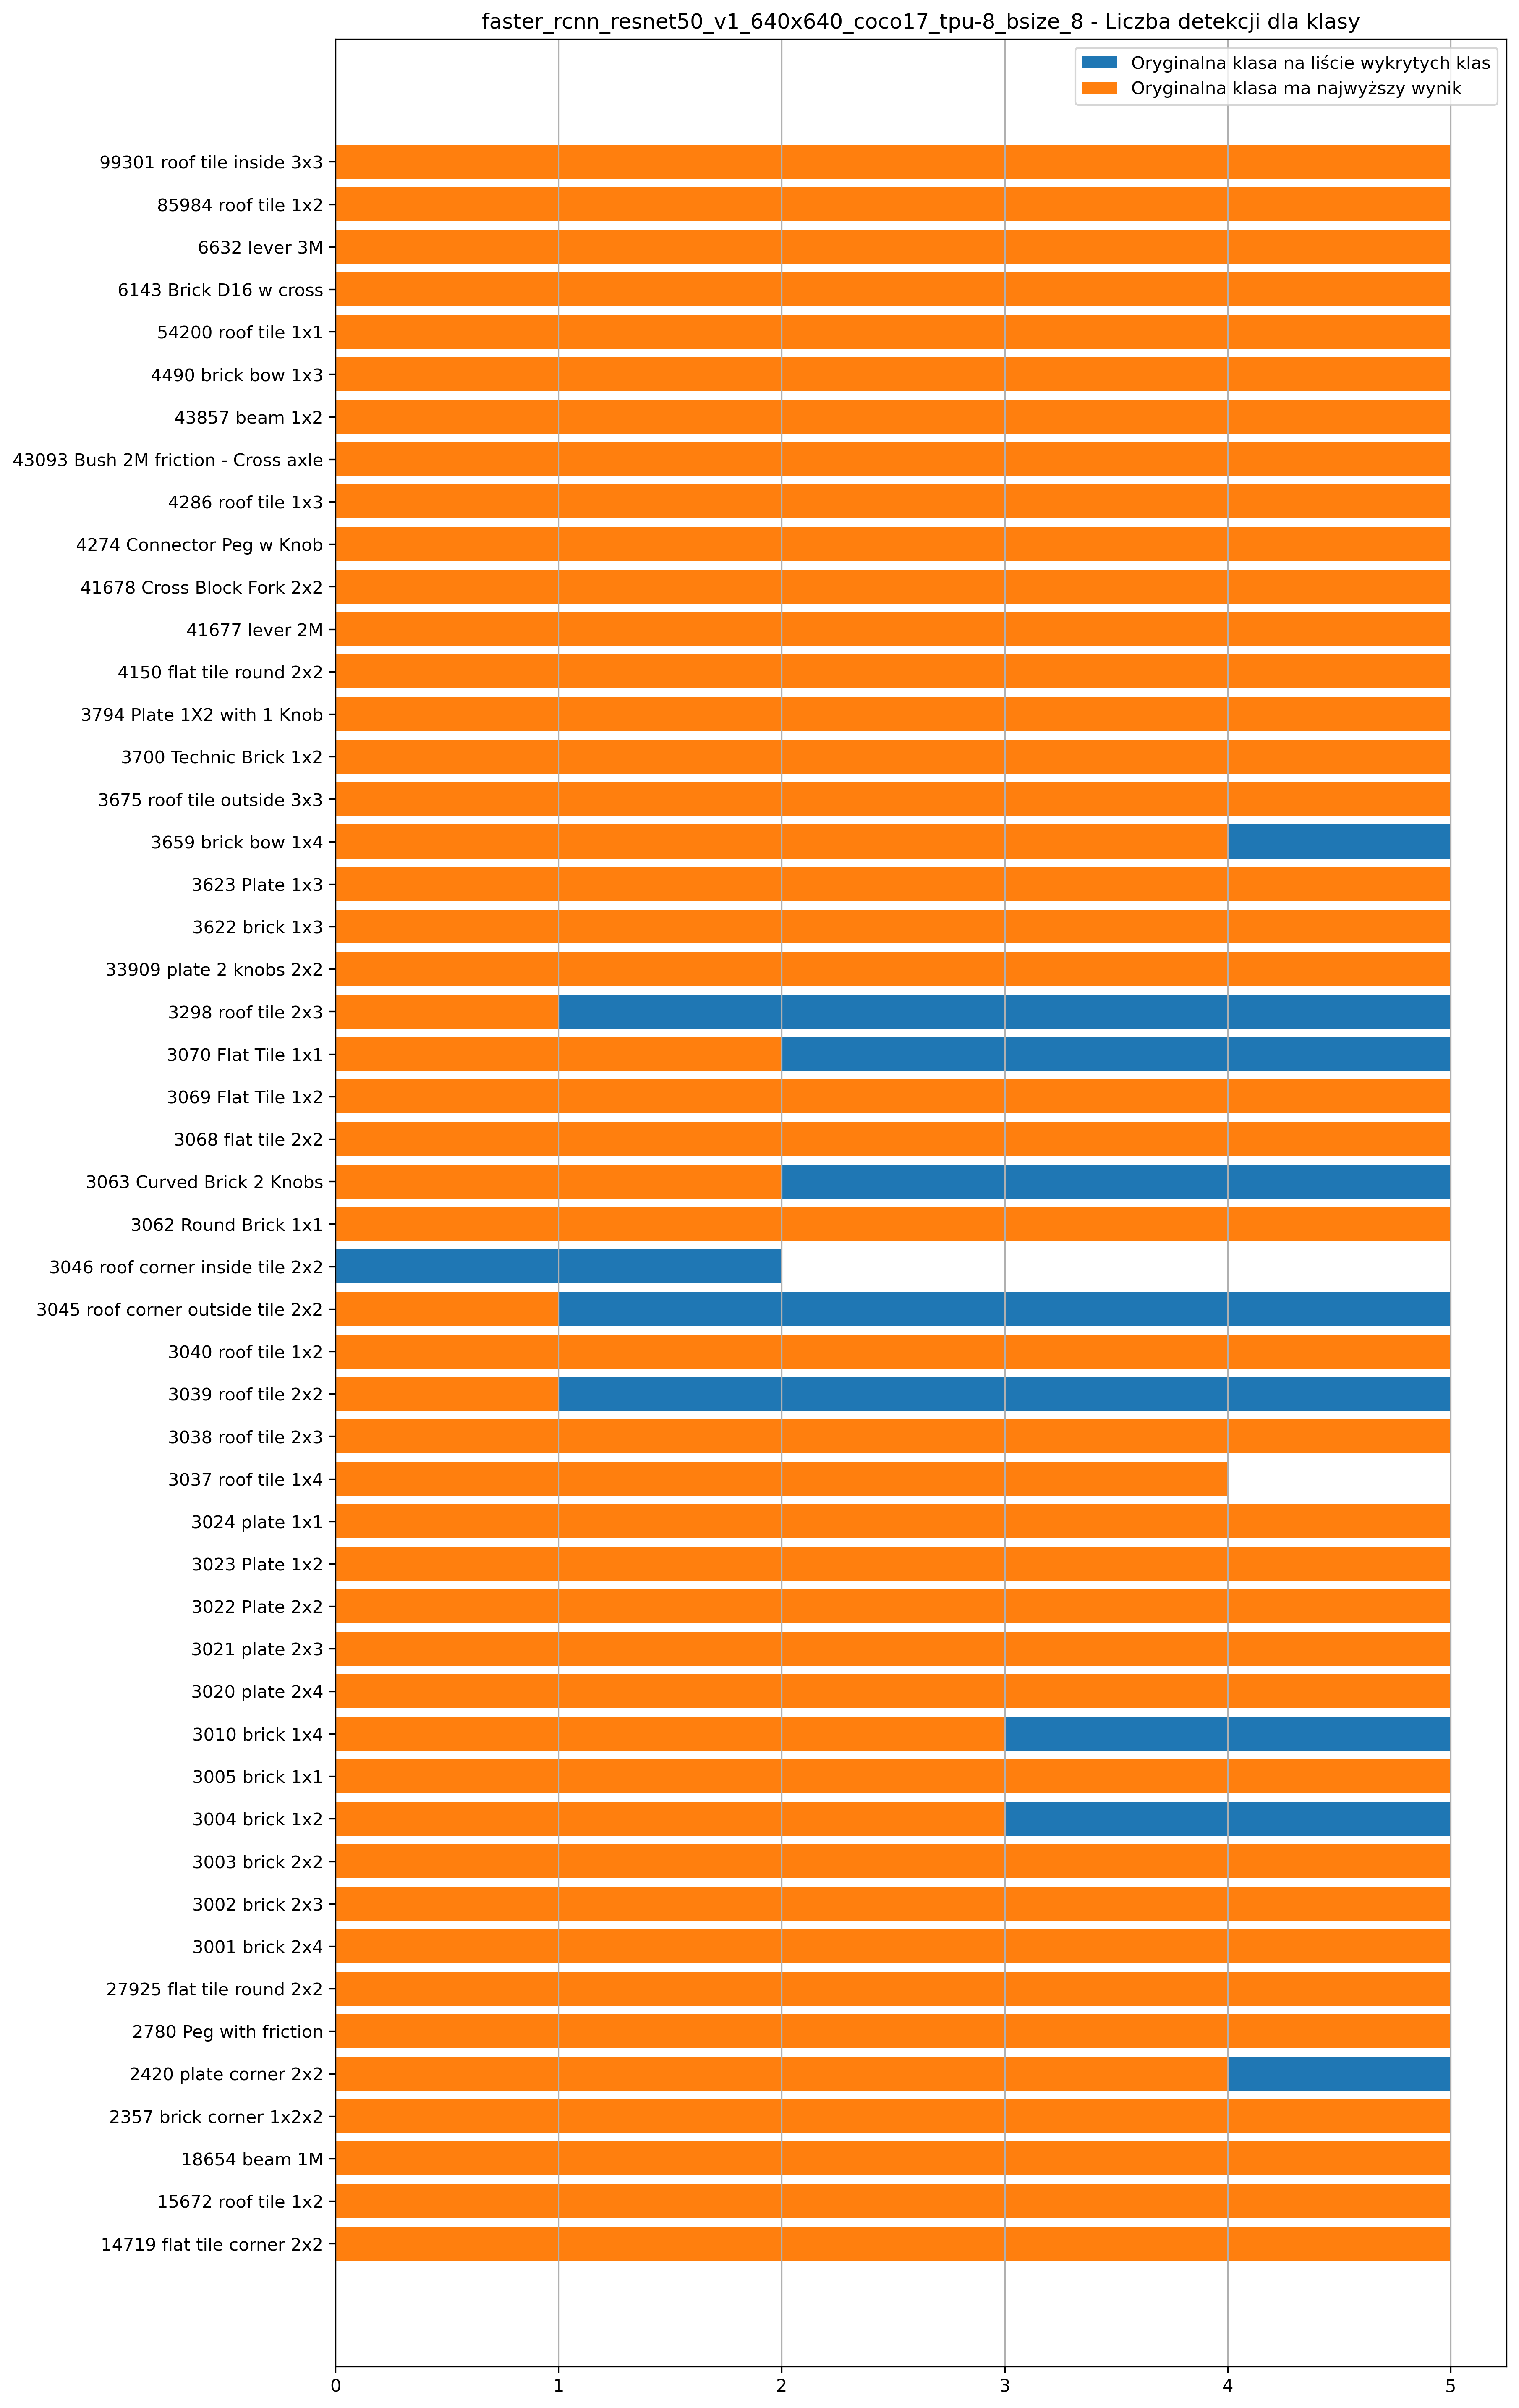 faster_rcnn_resnet50_v1_640x640_coco17_tpu-8_bsize_8 - Liczba detekcji dla klasy
Oryginalna klasa na liście wykrytych klas
Oryginalna klasa ma najwyższy wynik
99301 roof tile inside 3x3
85984 roof tile 1x2
6632 lever 3M
6143 Brick D16 w cross
54200 roof tile 1x1
4490 brick bow 1x3
43857 beam 1x2
43093 Bush 2M friction - Cross axle
4286 roof tile 1x3
4274 Connector Peg w Knob
41678 Cross Block Fork 2x2
41677 lever 2M
4150 flat tile round 2x2
3794 Plate 1X2 with 1 Knob
3700 Technic Brick 1x2
3675 roof tile outside 3x3
3659 brick bow 1x4
3623 Plate 1x3
3622 brick 1x3
33909 plate 2 knobs 2x2
3298 roof tile 2x3
3070 Flat Tile 1x1
3069 Flat Tile 1x2
3068 flat tile 2x2
3063 Curved Brick 2 Knobs
3062 Round Brick 1x1
3046 roof corner inside tile 2x2
3045 roof corner outside tile 2x2
3040 roof tile 1x2
3039 roof tile 2x2
3038 roof tile 2x3
3037 roof tile 1x4
3024 plate 1x1
3023 Plate 1x2
3022 Plate 2x2
3021 plate 2x3
3020 plate 2x4
3010 brick 1x4
3005 brick 1x1
3004 brick 1x2
3003 brick 2x2
3002 brick 2x3
3001 brick 2x4
27925 flat tile round 2x2
2780 Peg with friction
2420 plate corner 2x2
2357 brick corner 1x2x2
18654 beam 1M
15672 roof tile 1x2
14719 flat tile corner 2x2
0 1 2 3 4 5